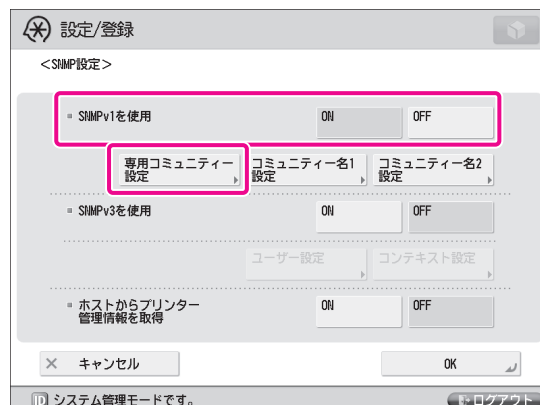 設定/登録
＜SNMP設定＞
SNMPv1を使用 ON OFF
専用コミュニティー設定 コミュニティー名1設定 コミュニティー名2設定
SNMPv3を使用 ON OFF
ユーザー設定 コンテキスト設定
ホストからプリンター
管理情報を取得 ON OFF
キャンセル OK
ID システム管理モードです。 ログアウト